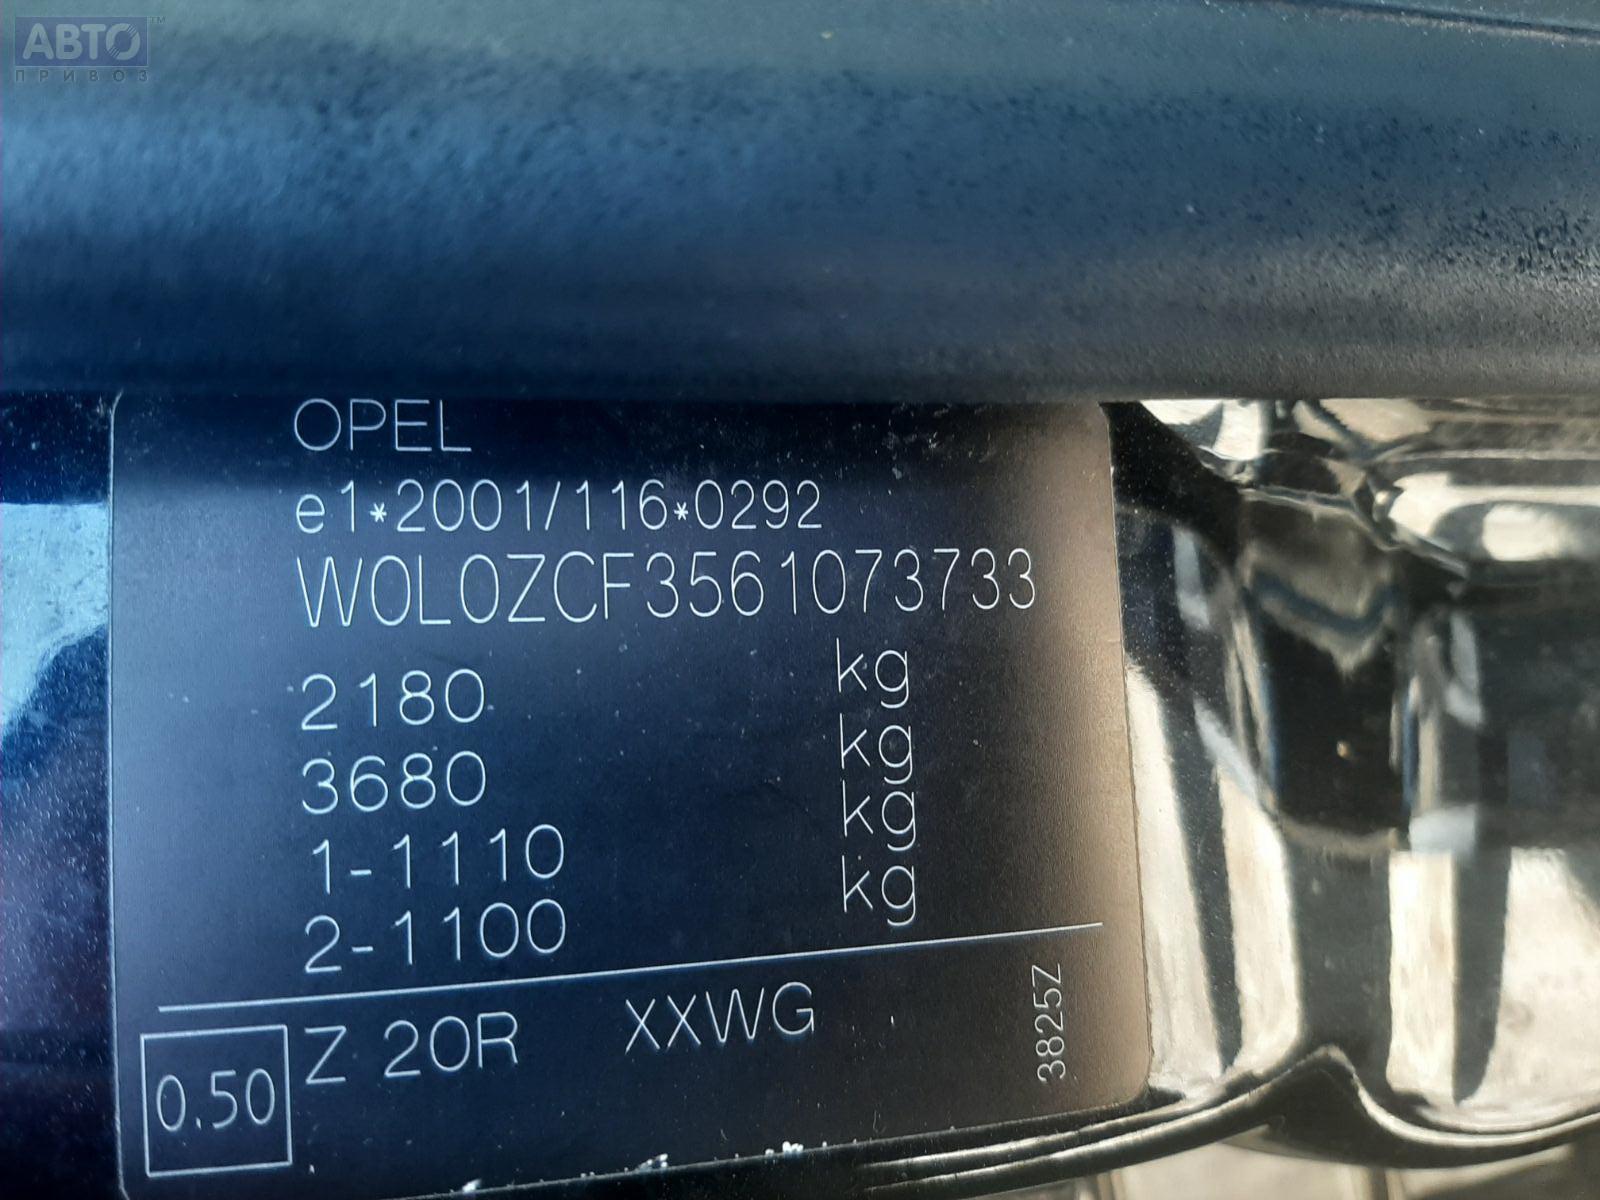 АВТО™
ПРИВОЗ
OPEL
e1*2001/116*0292
W0L0ZCF3561073733
2180 kg
3680 kg
1-1110 kg
2-1100 kg
0.50 Z 20R XXWG
3825Z